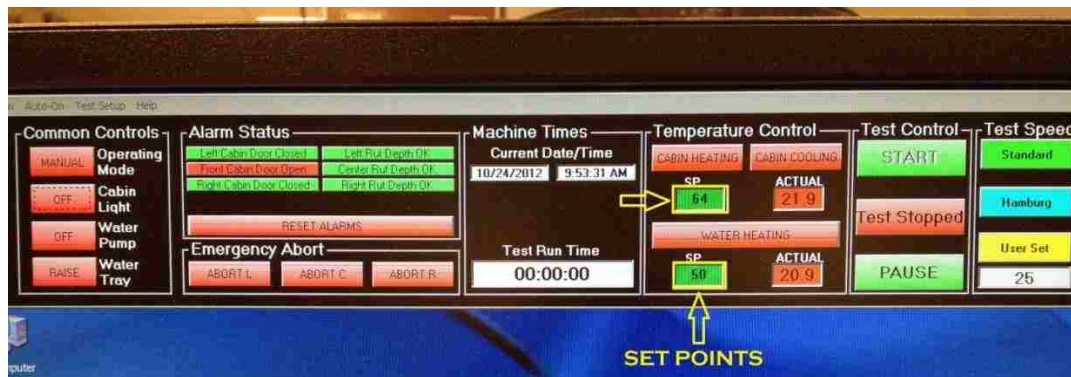 Auto-On Test Setup Help
Common Controls
MANUAL Operating Mode
OFF Cabin Light
OFF Water Pump
RAISE Water Tray
Alarm Status
Left Cabin Door Closed Left Rut Depth OK
Front Cabin Door Open Center Rut Depth OK
Right Cabin Door Closed Right Rut Depth OK
RESET ALARMS
Emergency Abort
ABORT L ABORT C ABORT R
Machine Times
Current Date/Time
10/24/2012 9:53:31 AM
Test Run Time
00:00:00
Temperature Control
CABIN HEATING CABIN COOLING
SP ACTUAL
64 21.9
WATER HEATING
SP ACTUAL
50 20.9
SET POINTS
Test Control
START
Test Stopped
PAUSE
Test Speed
Standard
Hamburg
User Set
25